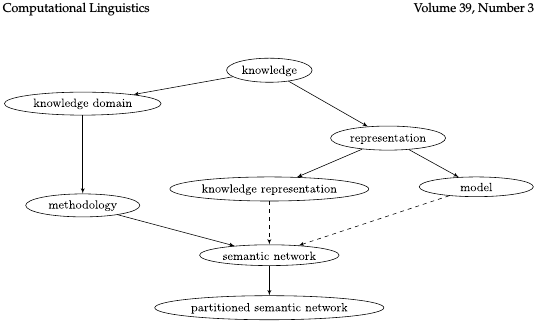 Computational Linguistics Volume 39, Number 3
knowledge
knowledge domain
representation
knowledge representation
model
methodology
semantic network
partitioned semantic network